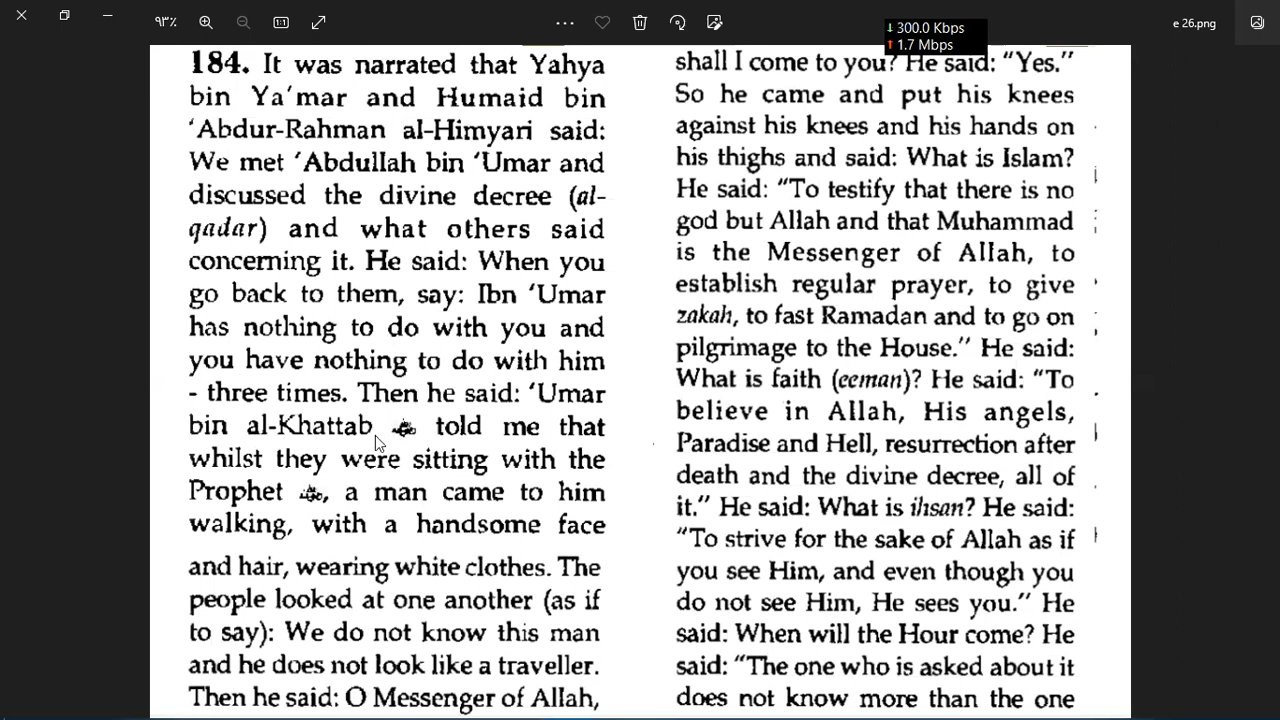 ٩٣%
e 26.png
↓ 300.0 Kbps
↑ 1.7 Mbps
184. It was narrated that Yahya
bin Ya'mar and Humaid bin
'Abdur-Rahman al-Himyari said:
We met 'Abdullah bin 'Umar and
discussed the divine decree (al-
qadar) and what others said
concerning it. He said: When you
go back to them, say: Ibn 'Umar
has nothing to do with you and
you have nothing to do with him
- three times. Then he said: 'Umar
bin al-Khattab told me that
whilst they were sitting with the
Prophet , a man came to him
walking, with a handsome face
and hair, wearing white clothes. The
people looked at one another (as if
to say): We do not know this man
and he does not look like a traveller.
Then he said: O Messenger of Allah,
shall I come to you? He said: "Yes."
So he came and put his knees
against his knees and his hands on
his thighs and said: What is Islam?
He said: "To testify that there is no
god but Allah and that Muhammad
is the Messenger of Allah, to
establish regular prayer, to give
zakah, to fast Ramadan and to go on
pilgrimage to the House." He said:
What is faith (eeman)? He said: "To
believe in Allah, His angels,
Paradise and Hell, resurrection after
death and the divine decree, all of
it." He said: What is ihsan? He said:
"To strive for the sake of Allah as if
you see Him, and even though you
do not see Him, He sees you." He
said: When will the Hour come? He
said: "The one who is asked about it
does not know more than the one